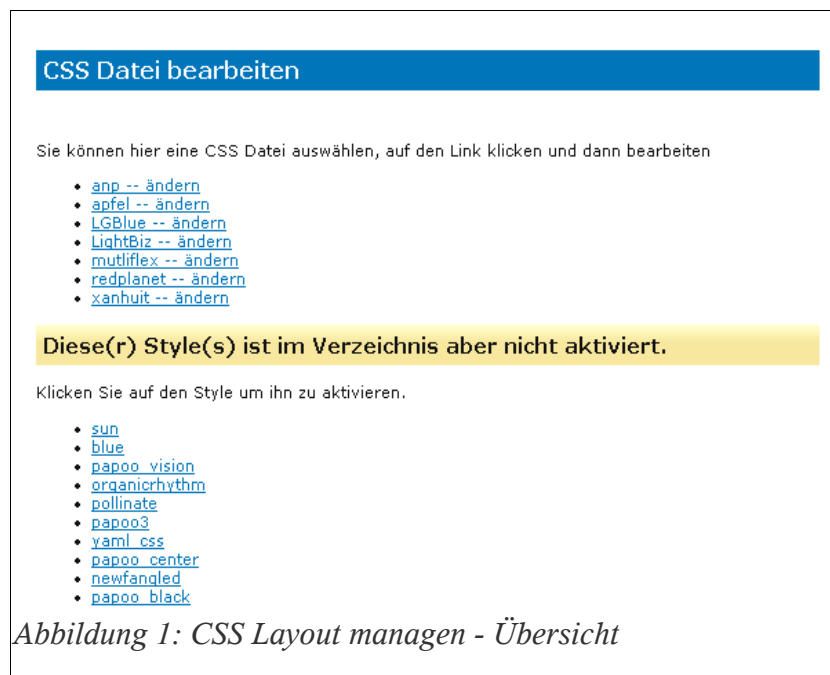 CSS Datei bearbeiten
Sie können hier eine CSS Datei auswählen, auf den Link klicken und dann bearbeiten
• anp -- ändern
• apfel -- ändern
• LGBlue -- ändern
• LightBiz -- ändern
• mutliflex -- ändern
• redplanet -- ändern
• xanhuit -- ändern
Diese(r) Style(s) ist im Verzeichnis aber nicht aktiviert.
Klicken Sie auf den Style um ihn zu aktivieren.
• sun
• blue
• papoo_vision
• organicrhythm
• pollinate
• papoo3
• yaml_css
• papoo_center
• newfangled
• papoo_black
Abbildung 1: CSS Layout managen - Übersicht